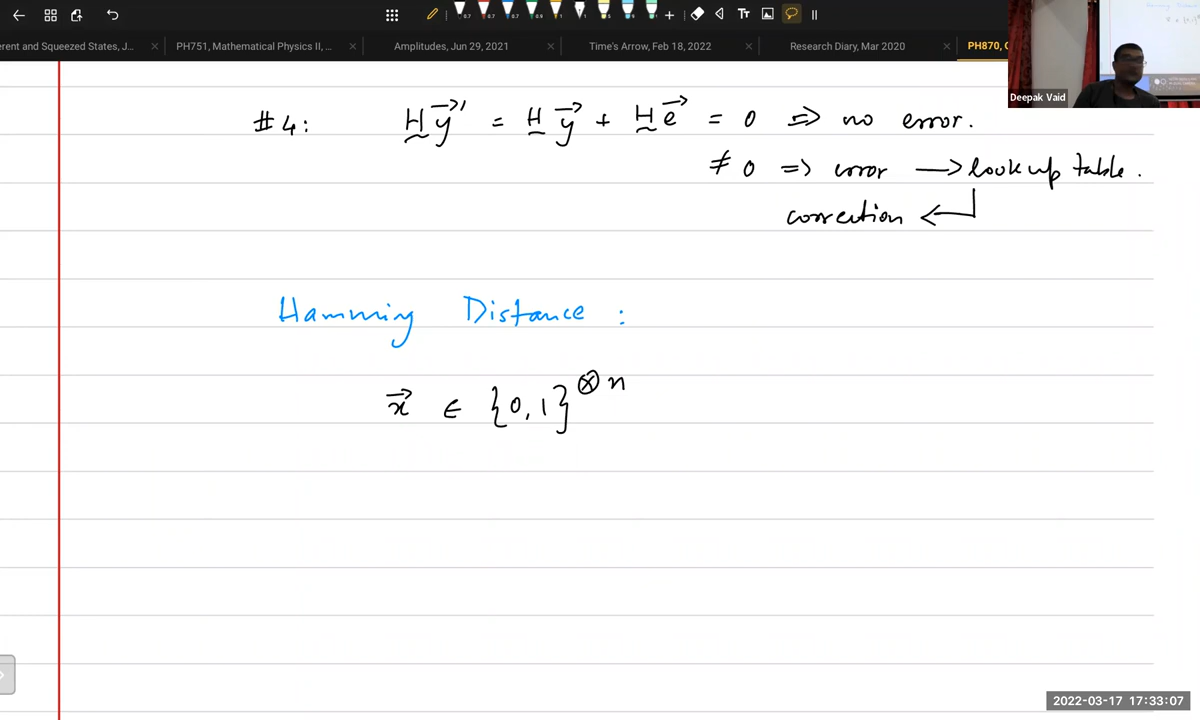 erent and Squeezed States, J... × PH751, Mathematical Physics II, ... × Amplitudes, Jun 29, 2021 × Time's Arrow, Feb 18, 2022 × Research Diary, Mar 2020 × PH870,
Deepak Vaid
#4: H y⃗' = H y⃗ + H e⃗ = 0 ⇒ no error.
≠ 0 ⇒ error → look up table.
correction ←
Hamming Distance :
x⃗ ∈ {0,1}^⊗n
2022-03-17 17:33:07